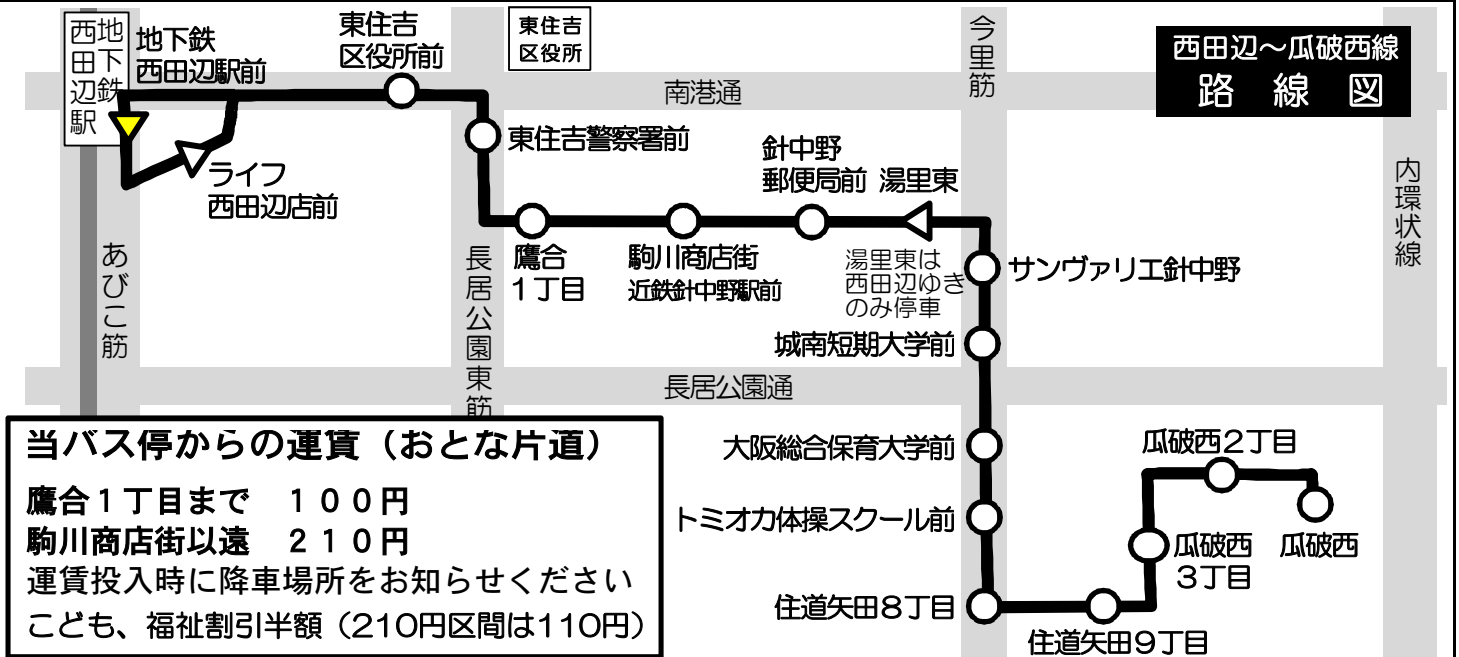 西田辺～瓜破西線
路線図
地下鉄
西田辺駅
地下鉄
西田辺駅前
東住吉
区役所前
東住吉
区役所
今里筋
南港通
内環状線
東住吉警察署前
ライフ
西田辺店前
針中野
郵便局前
湯里東
あびこ筋
長居公園東筋
鷹合
1丁目
駒川商店街
近鉄針中野駅前
湯里東は
西田辺ゆき
のみ停車
サンヴァリエ針中野
城南短期大学前
長居公園通
大阪総合保育大学前
トミオカ体操スクール前
住道矢田8丁目
住道矢田9丁目
瓜破西
3丁目
瓜破西2丁目
瓜破西
当バス停からの運賃（おとな片道）
鷹合１丁目まで　１００円
駒川商店街以遠　２１０円
運賃投入時に降車場所をお知らせください
こども、福祉割引半額（210円区間は110円）